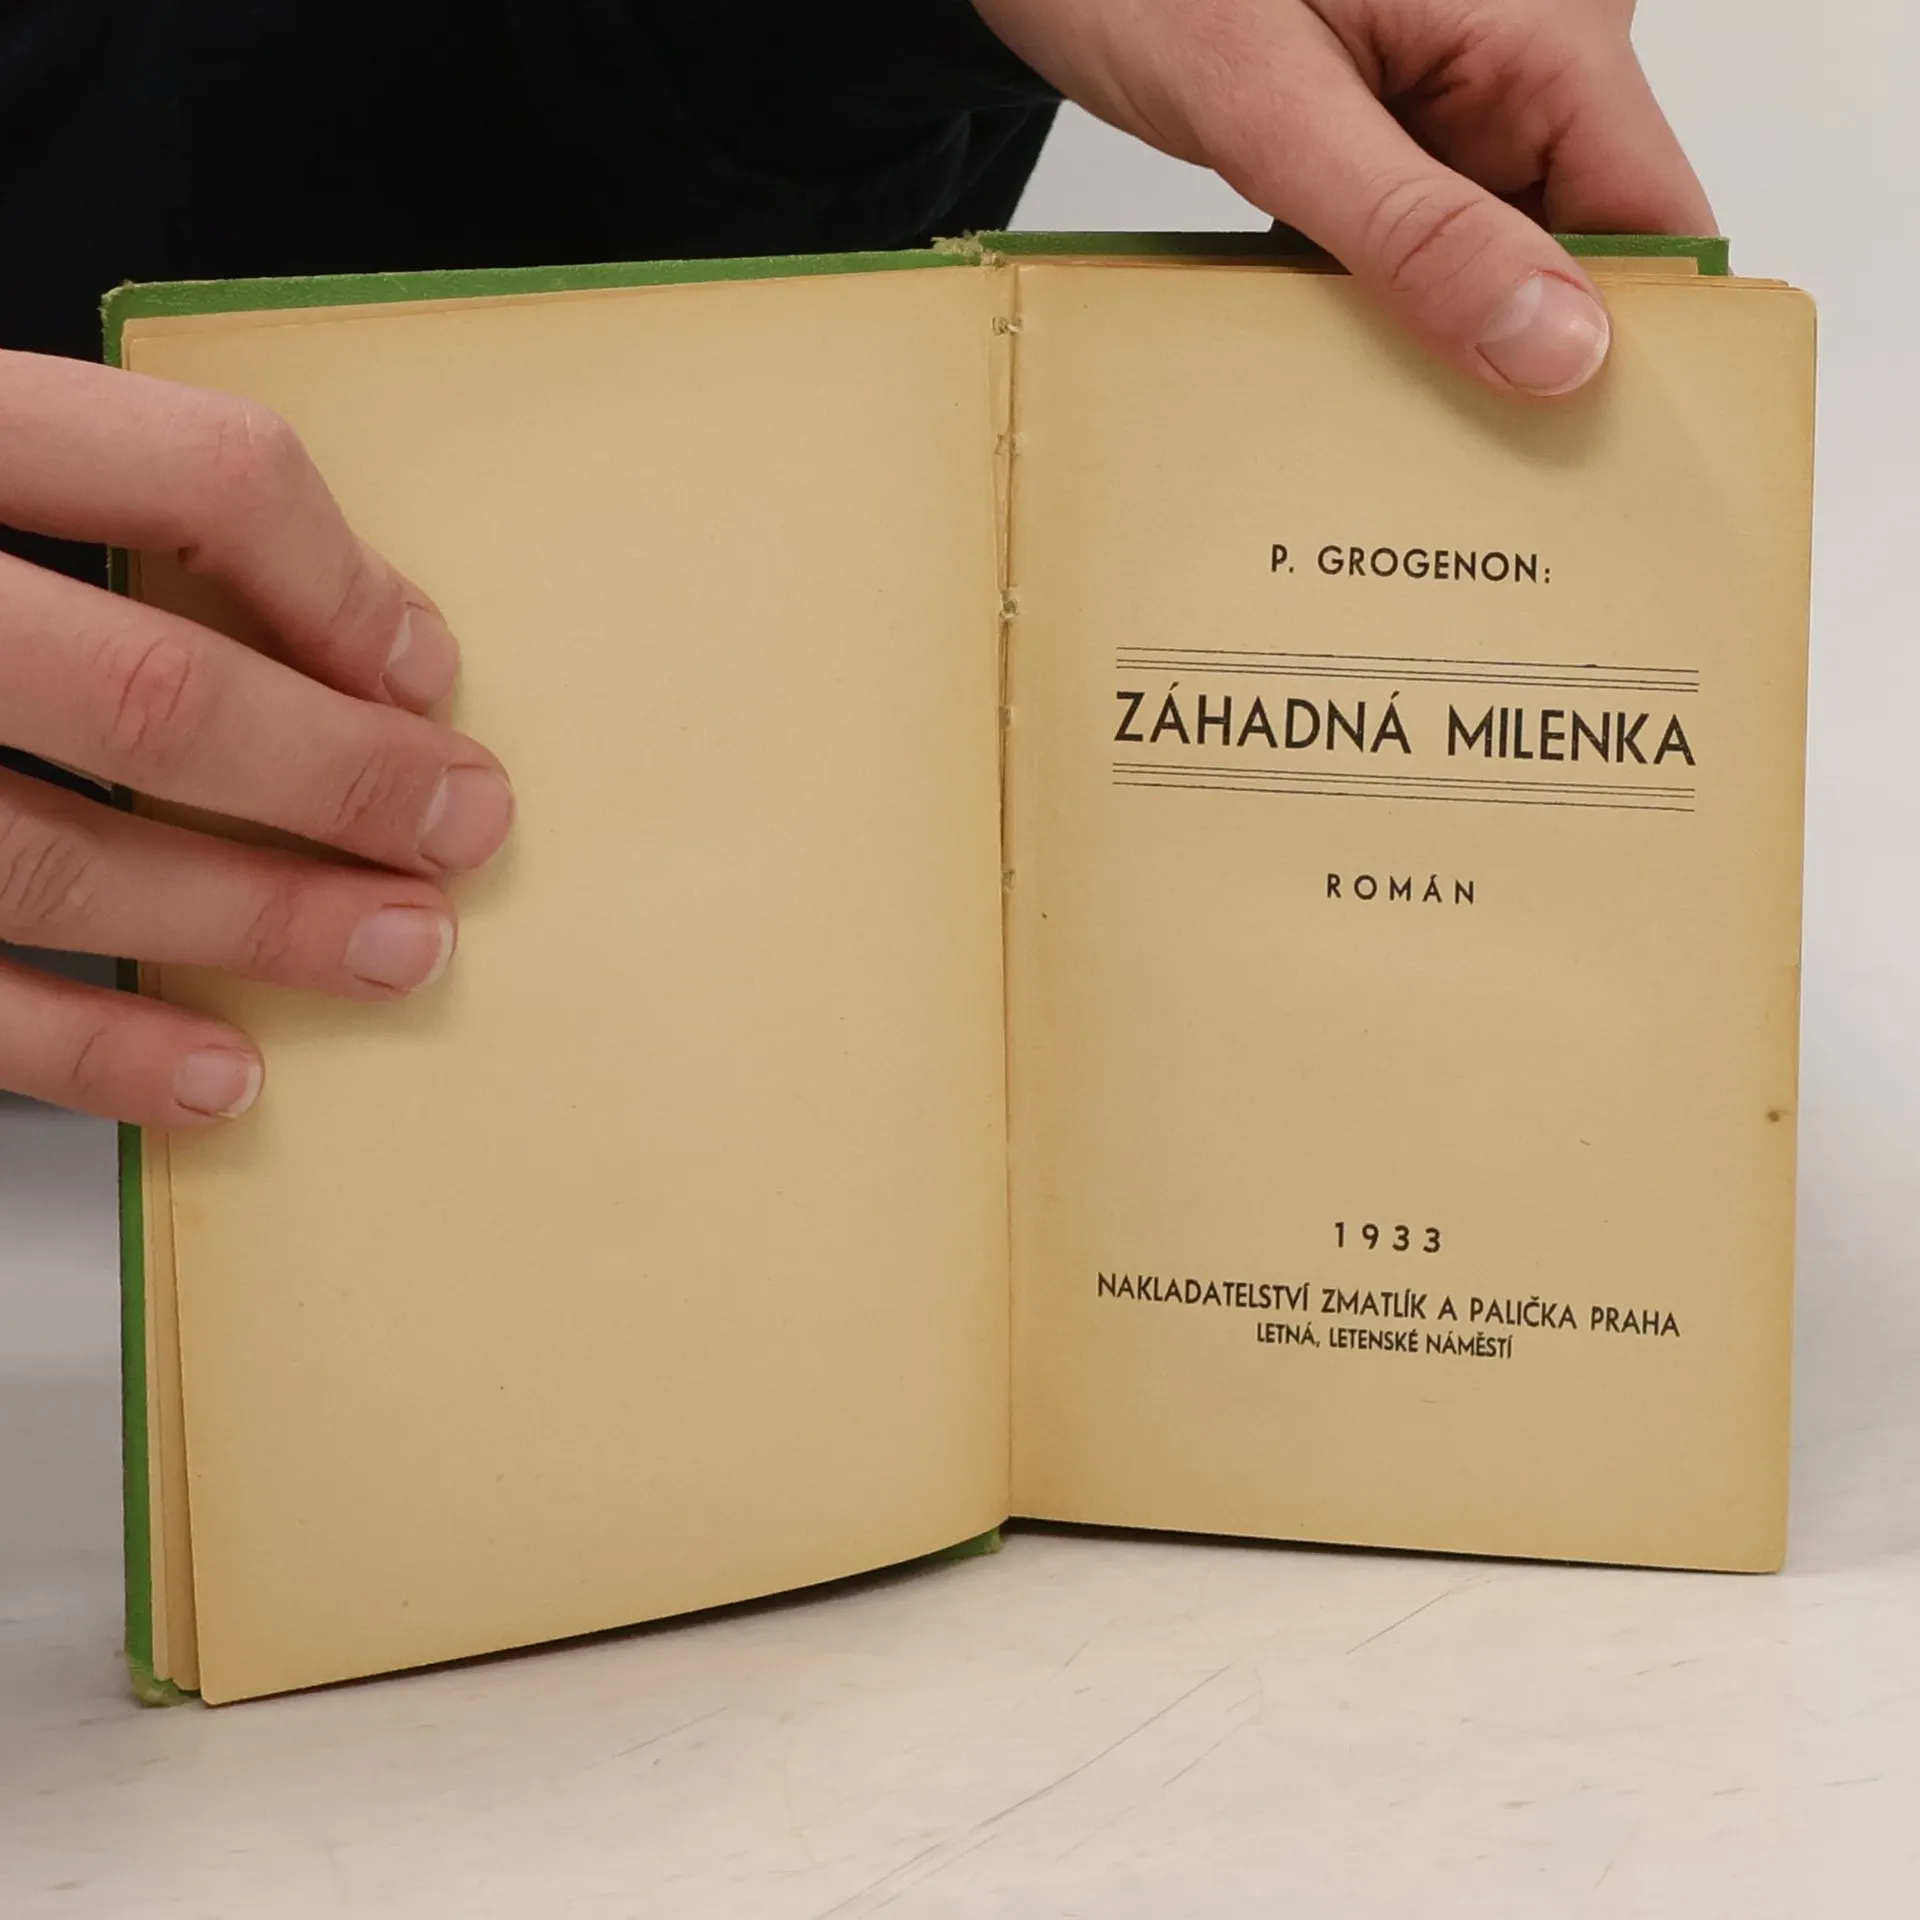 P. GROGENON:
ZÁHADNÁ MILENKA
ROMÁN
1933
NAKLADATELSTVÍ ZMATLÍK A PALIČKA PRAHA
LETNÁ, LETENSKÉ NÁMĚSTÍ